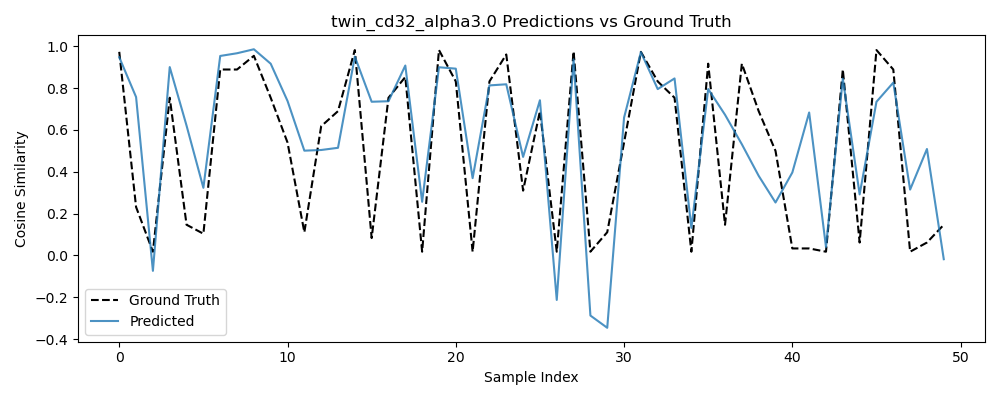 twin_cd32_alpha3.0 Predictions vs Ground Truth
Cosine Similarity
1.0
0.8
0.6
0.4
0.2
0.0
−0.2
−0.4
Ground Truth
Predicted
0 10 20 30 40 50
Sample Index